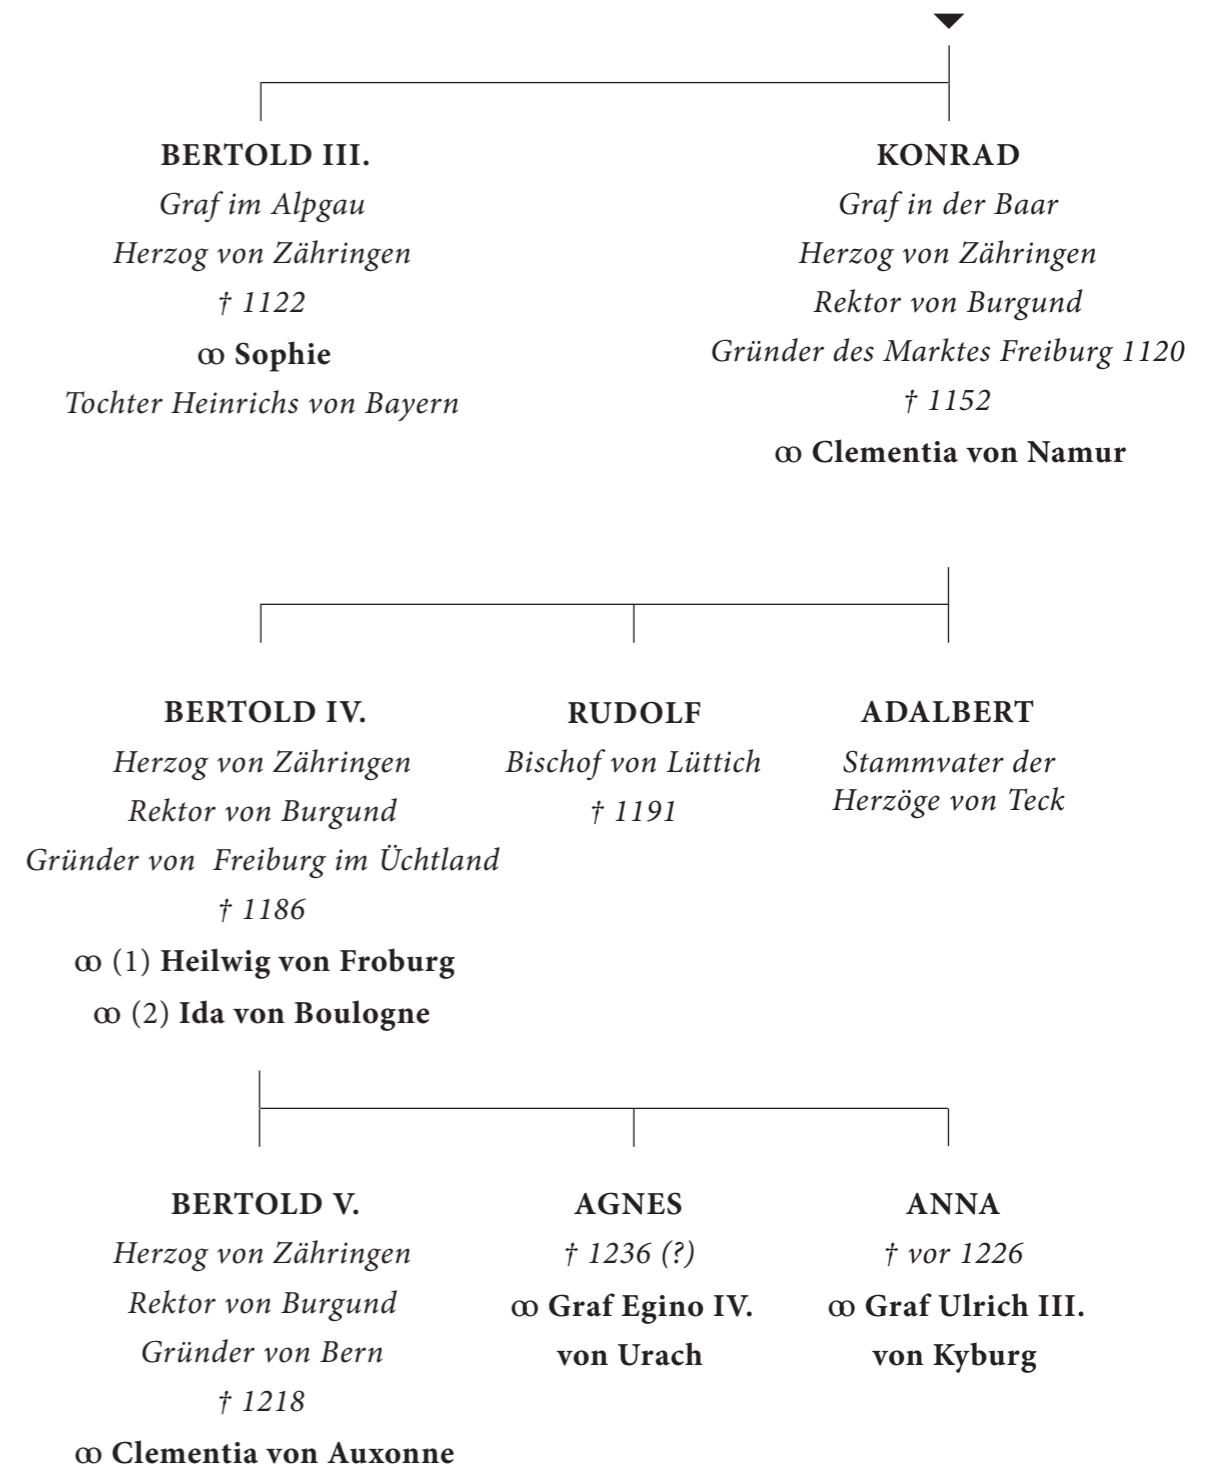 BERTOLD III.
Graf im Alpgau
Herzog von Zähringen
† 1122
ꝏ Sophie
Tochter Heinrichs von Bayern
KONRAD
Graf in der Baar
Herzog von Zähringen
Rektor von Burgund
Gründer des Marktes Freiburg 1120
† 1152
ꝏ Clementia von Namur
BERTOLD IV.
Herzog von Zähringen
Rektor von Burgund
Gründer von Freiburg im Üchtland
† 1186
ꝏ (1) Heilwig von Froburg
ꝏ (2) Ida von Boulogne
RUDOLF
Bischof von Lüttich
† 1191
ADALBERT
Stammvater der
Herzöge von Teck
BERTOLD V.
Herzog von Zähringen
Rektor von Burgund
Gründer von Bern
† 1218
ꝏ Clementia von Auxonne
AGNES
† 1236 (?)
ꝏ Graf Egino IV.
von Urach
ANNA
† vor 1226
ꝏ Graf Ulrich III.
von Kyburg